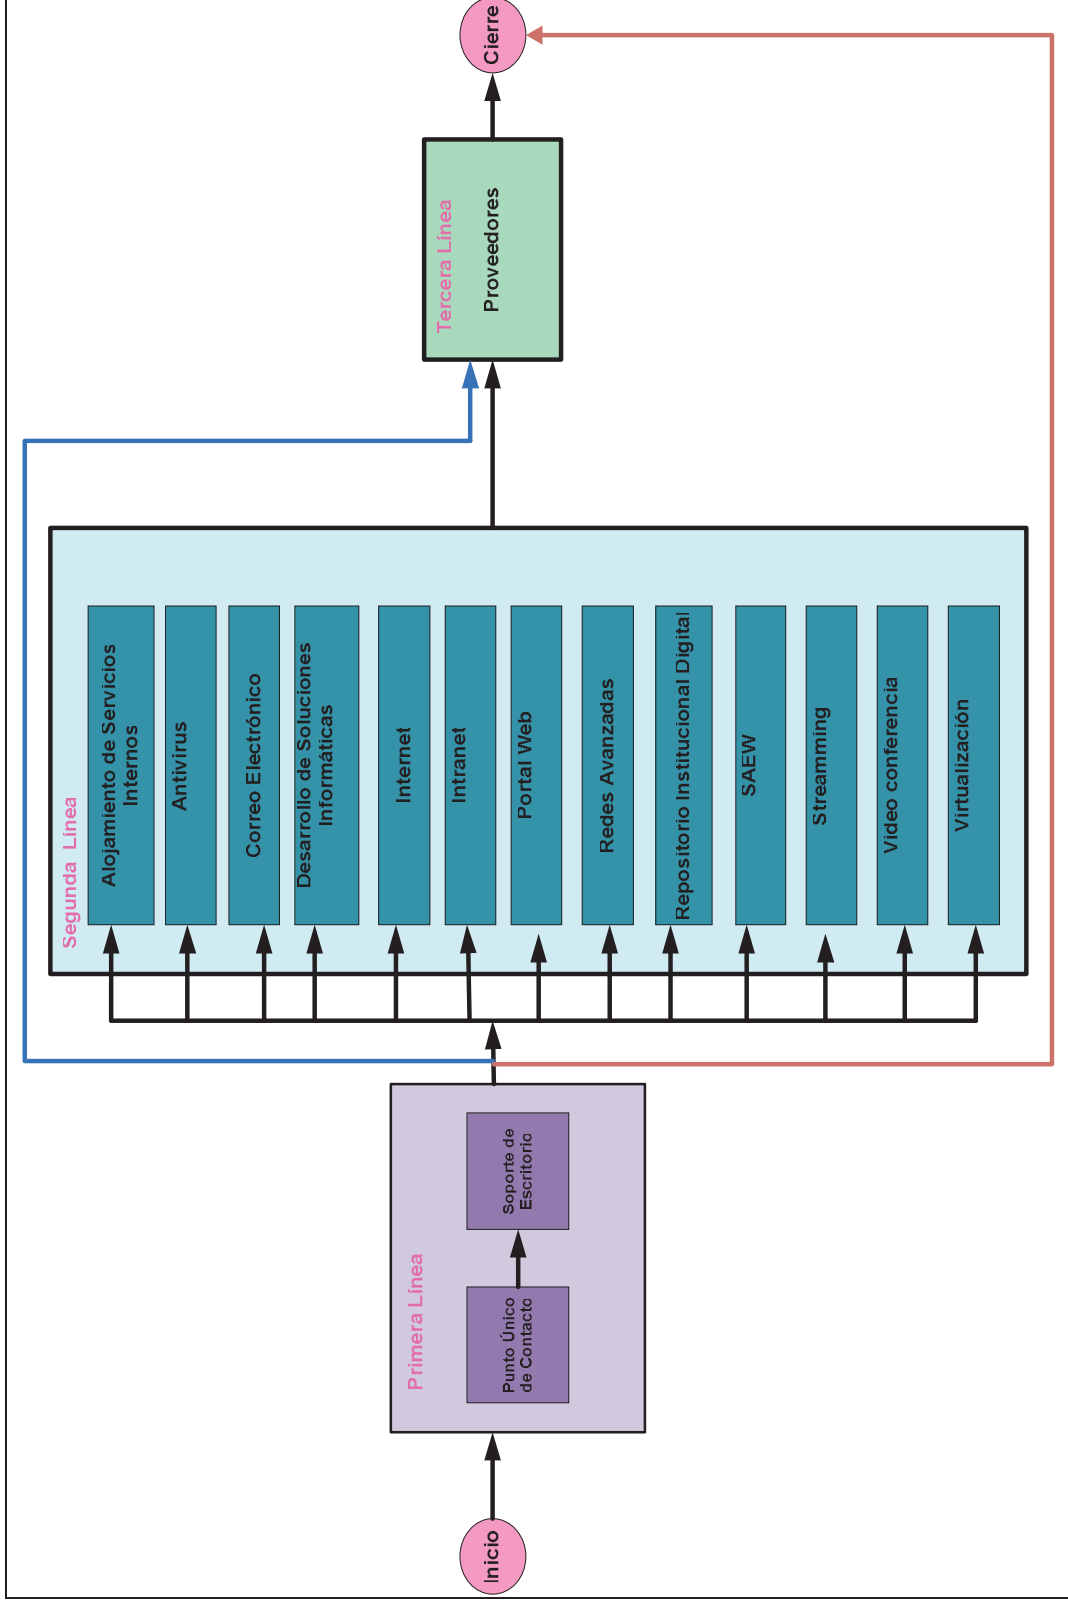 Inicio
Primera Línea
Punto Único
de Contacto
Soporte de
Escritorio
Segunda Línea
Alojamiento de Servicios
Internos
Antivirus
Correo Electrónico
Desarrollo de Soluciones
Informáticas
Internet
Intranet
Portal Web
Redes Avanzadas
Repositorio Institucional Digital
SAEW
Streamming
Video conferencia
Virtualización
Tercera Línea
Proveedores
Cierre